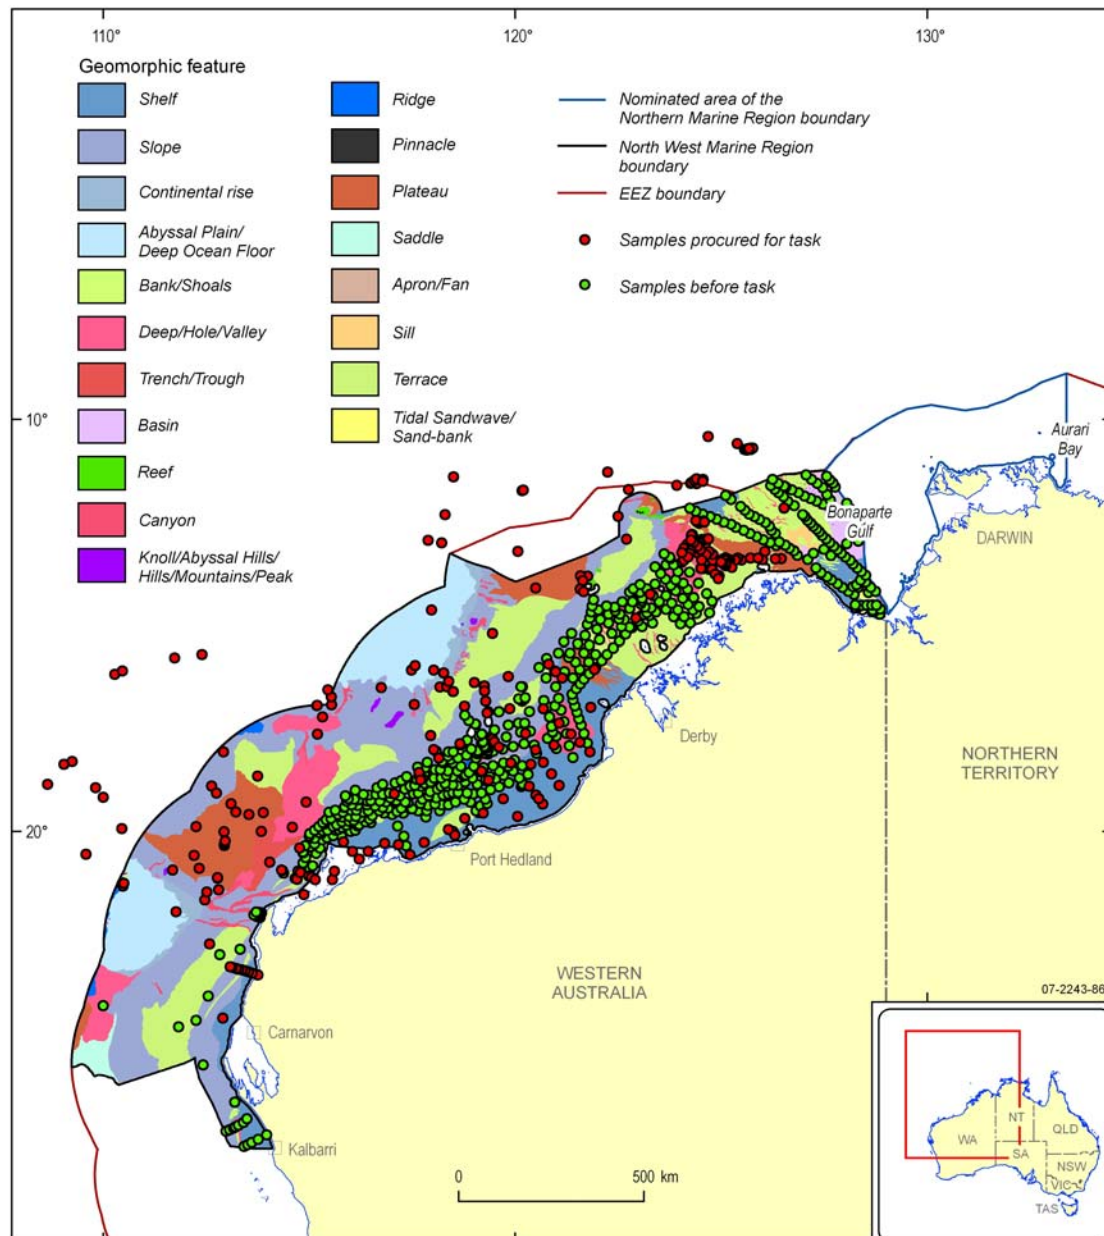 110°
120°
130°
Geomorphic feature
Shelf
Slope
Continental rise
Abyssal Plain/
Deep Ocean Floor
Bank/Shoals
Deep/Hole/Valley
Trench/Trough
Basin
Reef
Canyon
Knoll/Abyssal Hills/
Hills/Mountains/Peak
Ridge
Pinnacle
Plateau
Saddle
Apron/Fan
Sill
Terrace
Tidal Sandwave/
Sand-bank
Nominated area of the
Northern Marine Region boundary
North West Marine Region
boundary
EEZ boundary
Samples procured for task
Samples before task
10°
Aurari
Bay
Bonaparte
Gulf
DARWIN
Derby
NORTHERN
TERRITORY
20°
Port Hedland
WESTERN
AUSTRALIA
07-2243-86
Carnarvon
Kalbarri
0
500 km
NT
WA
QLD
SA
NSW
VIC
TAS